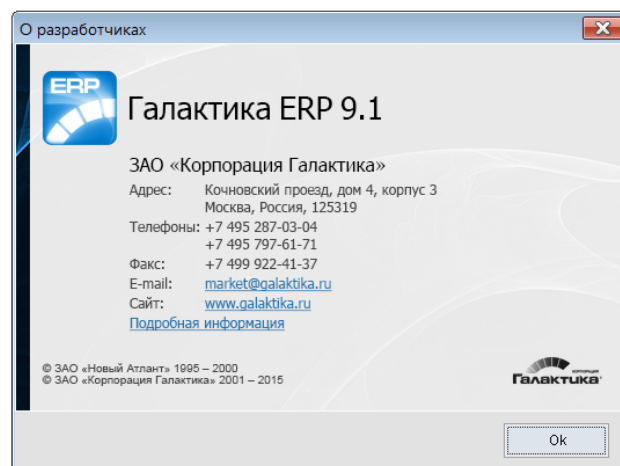 О разработчиках
ERP
Галактика ERP 9.1
ЗАО «Корпорация Галактика»
Адрес: Кочновский проезд, дом 4, корпус 3
Москва, Россия, 125319
Телефоны: +7 495 287-03-04
+7 495 797-61-71
Факс: +7 499 922-41-37
E-mail: market@galaktika.ru
Сайт: www.galaktika.ru
Подробная информация
© ЗАО «Новый Атлант» 1995 – 2000
© ЗАО «Корпорация Галактика» 2001 – 2015
корпорация
Галактика
Ok